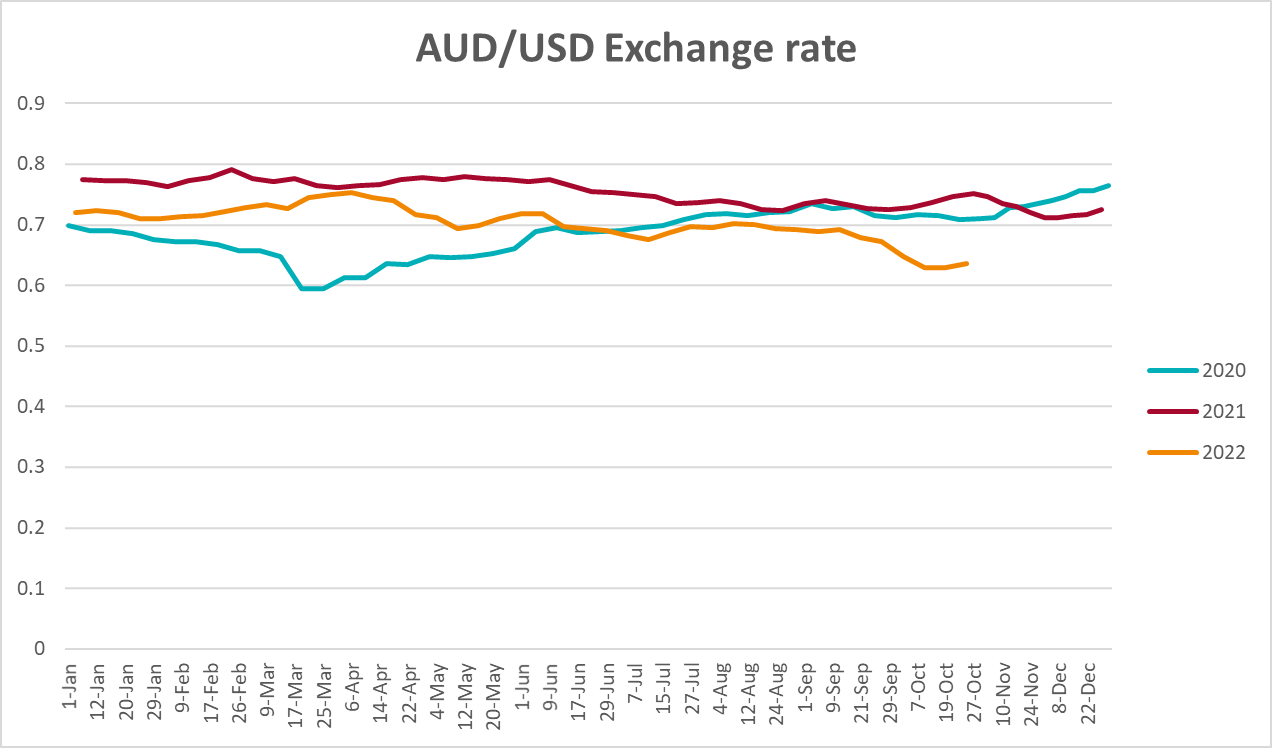 AUD/USD Exchange rate
0.9
0.8
0.7
0.6
0.5
0.4
0.3
0.2
0.1
0
1-Jan
12-Jan
20-Jan
29-Jan
9-Feb
17-Feb
26-Feb
9-Mar
17-Mar
25-Mar
6-Apr
14-Apr
22-Apr
4-May
12-May
20-May
1-Jun
9-Jun
17-Jun
29-Jun
7-Jul
15-Jul
27-Jul
4-Aug
12-Aug
24-Aug
1-Sep
9-Sep
21-Sep
29-Sep
7-Oct
19-Oct
27-Oct
10-Nov
24-Nov
8-Dec
22-Dec
2020
2021
2022